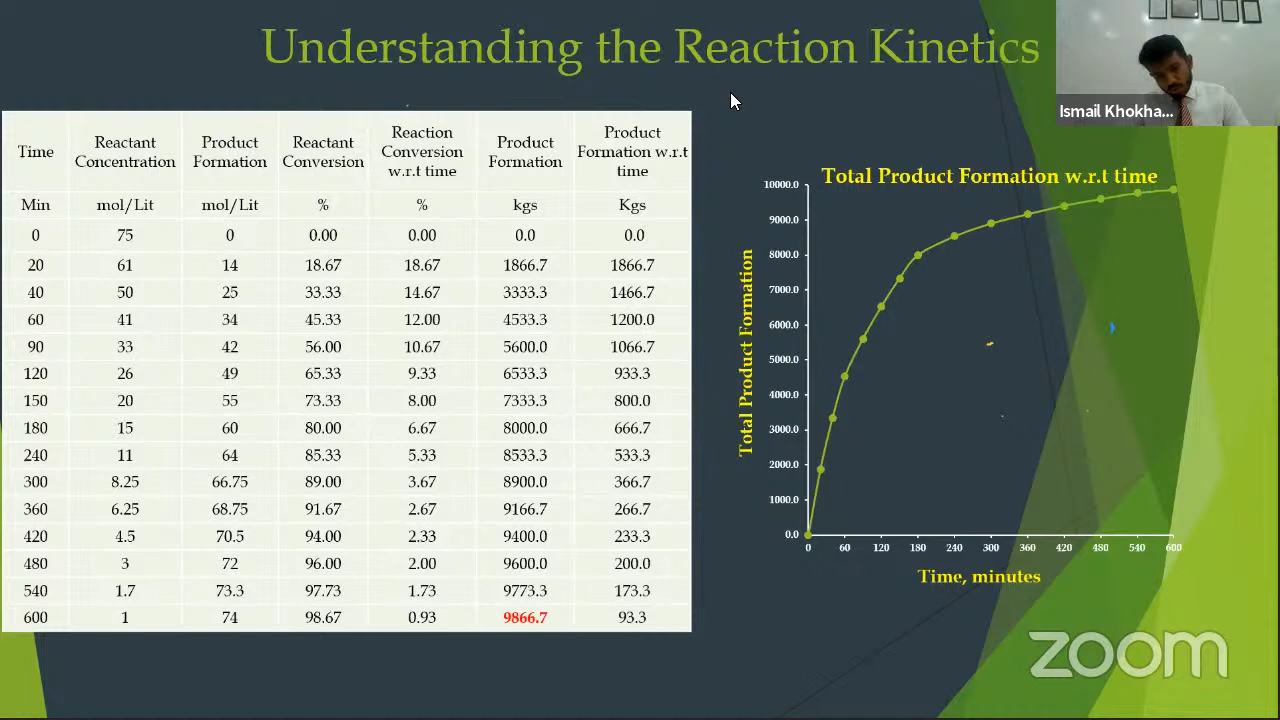 Understanding the Reaction Kinetics
Ismail Khokha...
Time Reactant Concentration Product Formation Reactant Conversion Reaction Conversion w.r.t time Product Formation Product Formation w.r.t time
Min mol/Lit mol/Lit % % kgs Kgs
0 75 0 0.00 0.00 0.0 0.0
20 61 14 18.67 18.67 1866.7 1866.7
40 50 25 33.33 14.67 3333.3 1466.7
60 41 34 45.33 12.00 4533.3 1200.0
90 33 42 56.00 10.67 5600.0 1066.7
120 26 49 65.33 9.33 6533.3 933.3
150 20 55 73.33 8.00 7333.3 800.0
180 15 60 80.00 6.67 8000.0 666.7
240 11 64 85.33 5.33 8533.3 533.3
300 8.25 66.75 89.00 3.67 8900.0 366.7
360 6.25 68.75 91.67 2.67 9166.7 266.7
420 4.5 70.5 94.00 2.33 9400.0 233.3
480 3 72 96.00 2.00 9600.0 200.0
540 1.7 73.3 97.73 1.73 9773.3 173.3
600 1 74 98.67 0.93 9866.7 93.3
Total Product Formation w.r.t time
Total Product Formation
10000.0
9000.0
8000.0
7000.0
6000.0
5000.0
4000.0
3000.0
2000.0
1000.0
0.0
0 60 120 180 240 300 360 420 480 540 600
Time, minutes
zoom